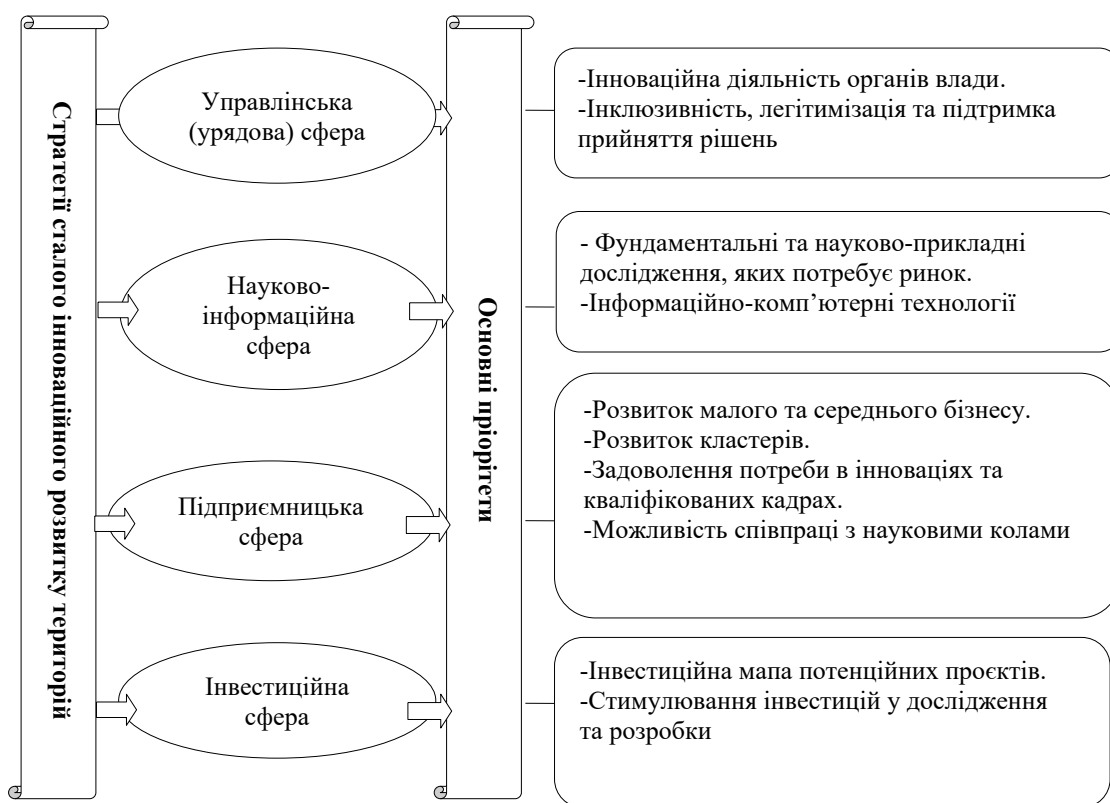 Стратегії сталого інноваційного розвитку територій
Управлінська
(урядова) сфера
Науково-
інформаційна
сфера
Підприємницька
сфера
Інвестиційна
сфера
Основні пріорітети
-Інноваційна діяльність органів влади.
-Інклюзивність, легітимізація та підтримка
прийняття рішень
- Фундаментальні та науково-прикладні
дослідження, яких потребує ринок.
-Інформаційно-комп’ютерні технології
-Розвиток малого та середнього бізнесу.
-Розвиток кластерів.
-Задоволення потреби в інноваціях та
кваліфікованих кадрах.
-Можливість співпраці з науковими колами
-Інвестиційна мапа потенційних проєктів.
-Стимулювання інвестицій у дослідження
та розробки